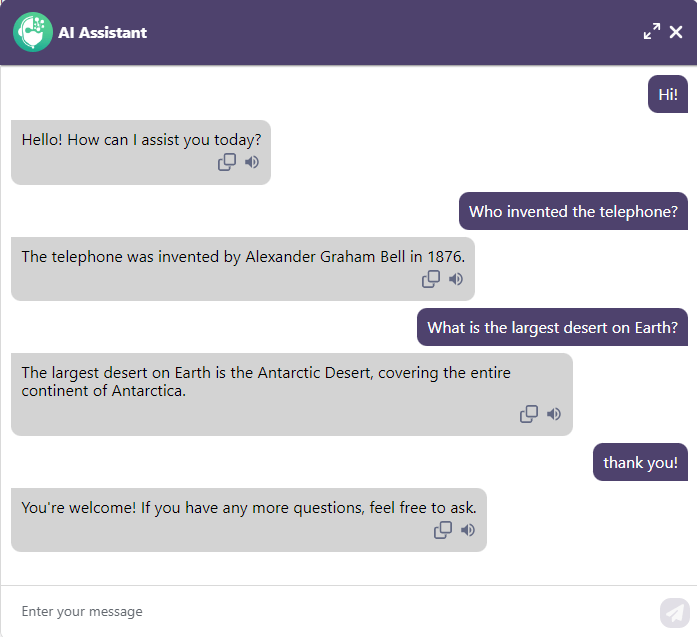 AI Assistant
Hi!
Hello! How can I assist you today?
Who invented the telephone?
The telephone was invented by Alexander Graham Bell in 1876.
What is the largest desert on Earth?
The largest desert on Earth is the Antarctic Desert, covering the entire
continent of Antarctica.
thank you!
You're welcome! If you have any more questions, feel free to ask.
Enter your message